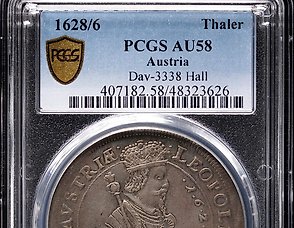 1628/6 Thaler
PCGS
PCGS AU58
Austria
Dav-3338 Hall
407182.58/48323626
AVSTRIÆ LEOPOL